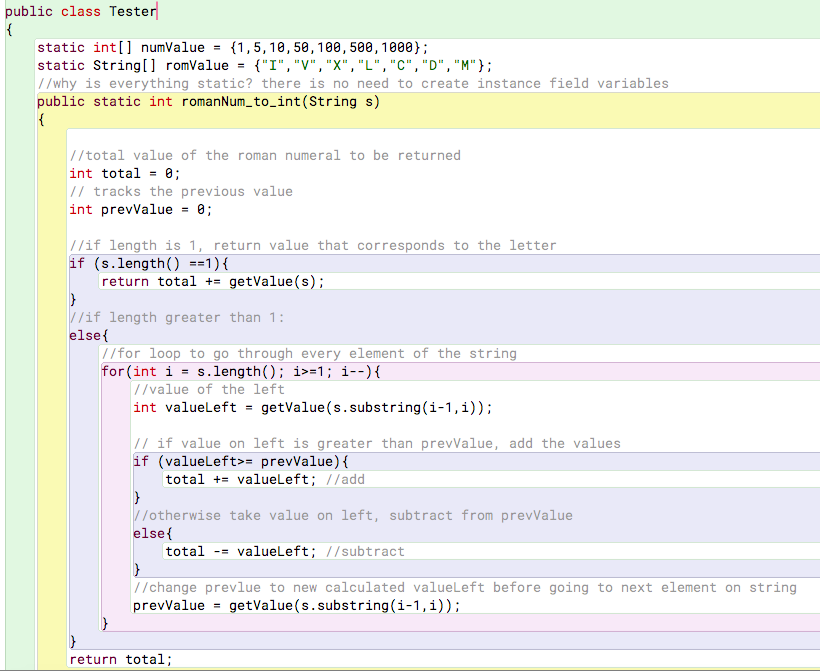 public class Tester
{
static int[] numValue = {1,5,10,50,100,500,1000};
static String[] romValue = {"I","V","X","L","C","D","M"};
//why is everything static? there is no need to create instance field variables
public static int romanNum_to_int(String s)
{
//total value of the roman numeral to be returned
int total = 0;
// tracks the previous value
int prevValue = 0;
//if length is 1, return value that corresponds to the letter
if (s.length() ==1){
return total += getValue(s);
}
//if length greater than 1:
else{
//for loop to go through every element of the string
for(int i = s.length(); i>=1; i--){
//value of the left
int valueLeft = getValue(s.substring(i-1,i));
// if value on left is greater than prevValue, add the values
if (valueLeft>= prevValue){
total += valueLeft; //add
}
//otherwise take value on left, subtract from prevValue
else{
total -= valueLeft; //subtract
}
//change prevlue to new calculated valueLeft before going to next element on string
prevValue = getValue(s.substring(i-1,i));
}
}
return total;